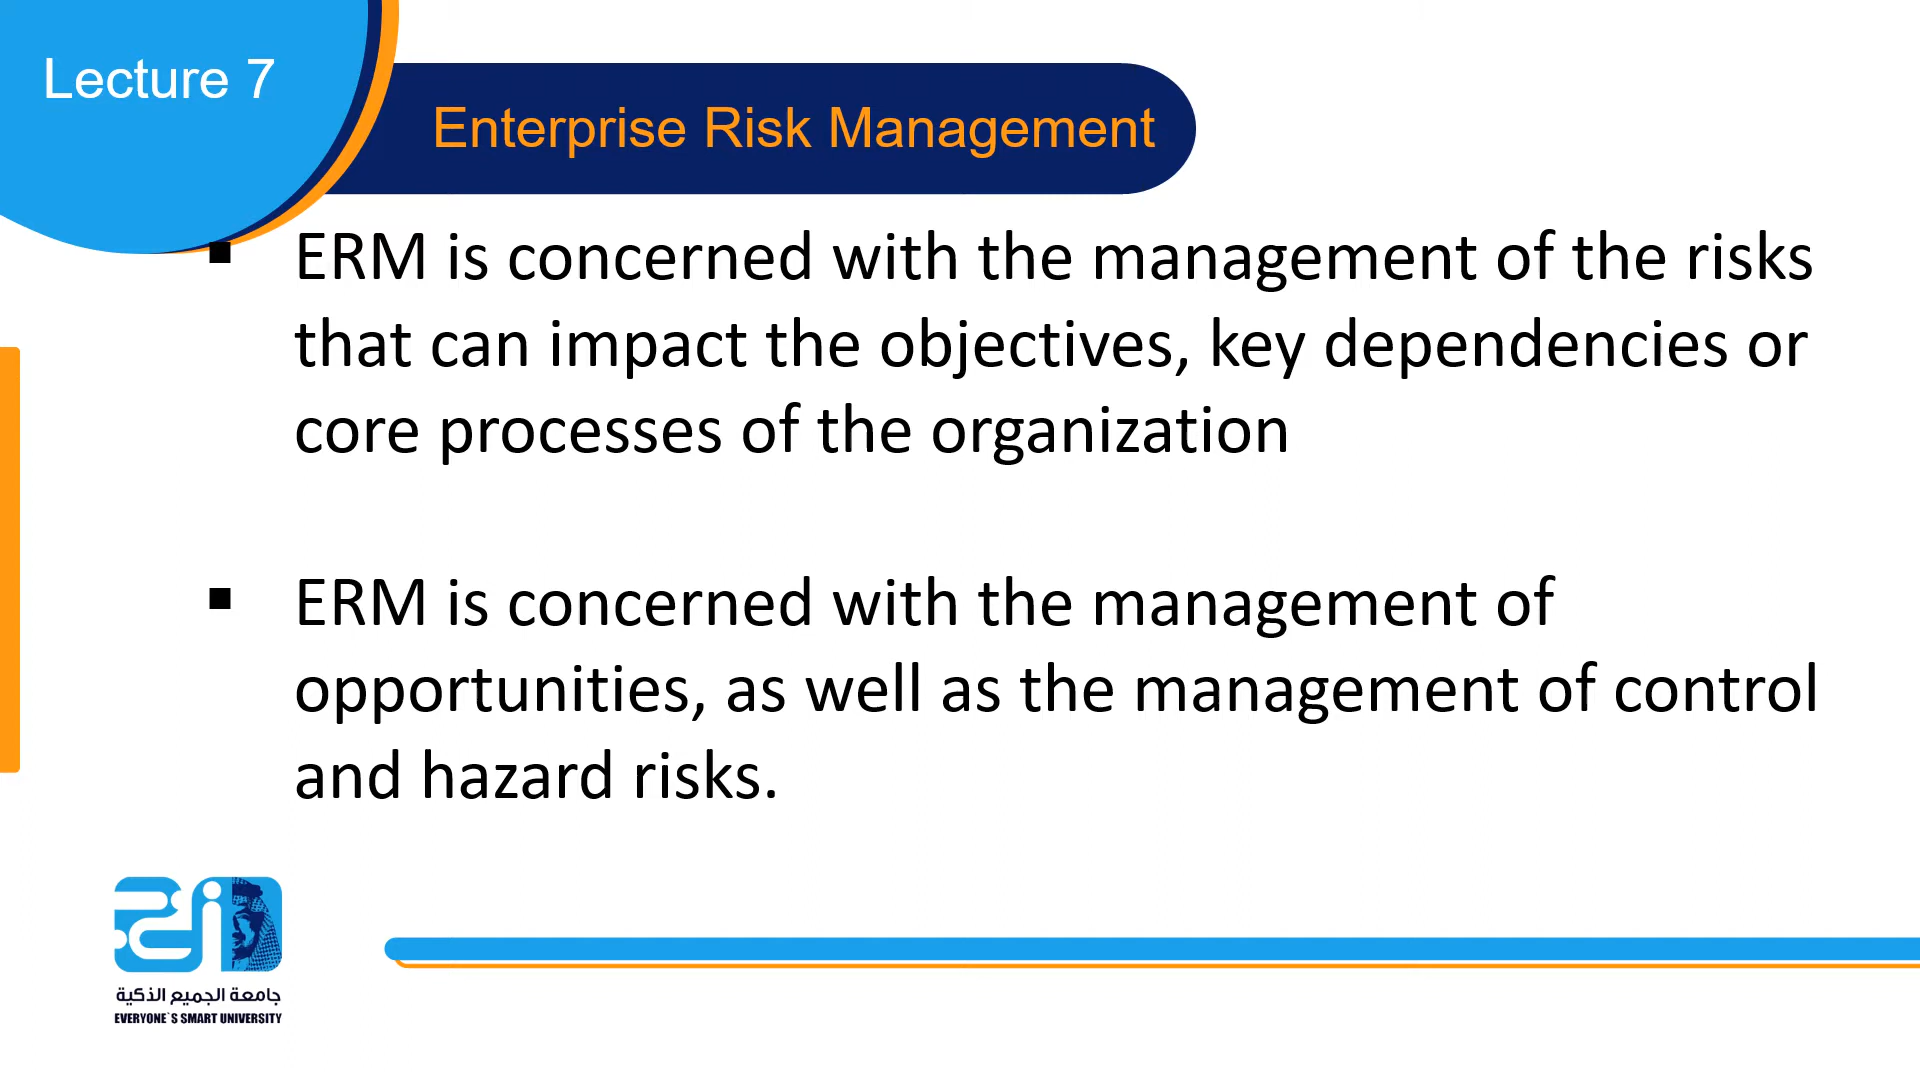 Lecture 7
Enterprise Risk Management
▪ ERM is concerned with the management of the risks
that can impact the objectives, key dependencies or
core processes of the organization
▪ ERM is concerned with the management of
opportunities, as well as the management of control
and hazard risks.
جامعة الجميع الذكية
EVERYONE`S SMART UNIVERSITY